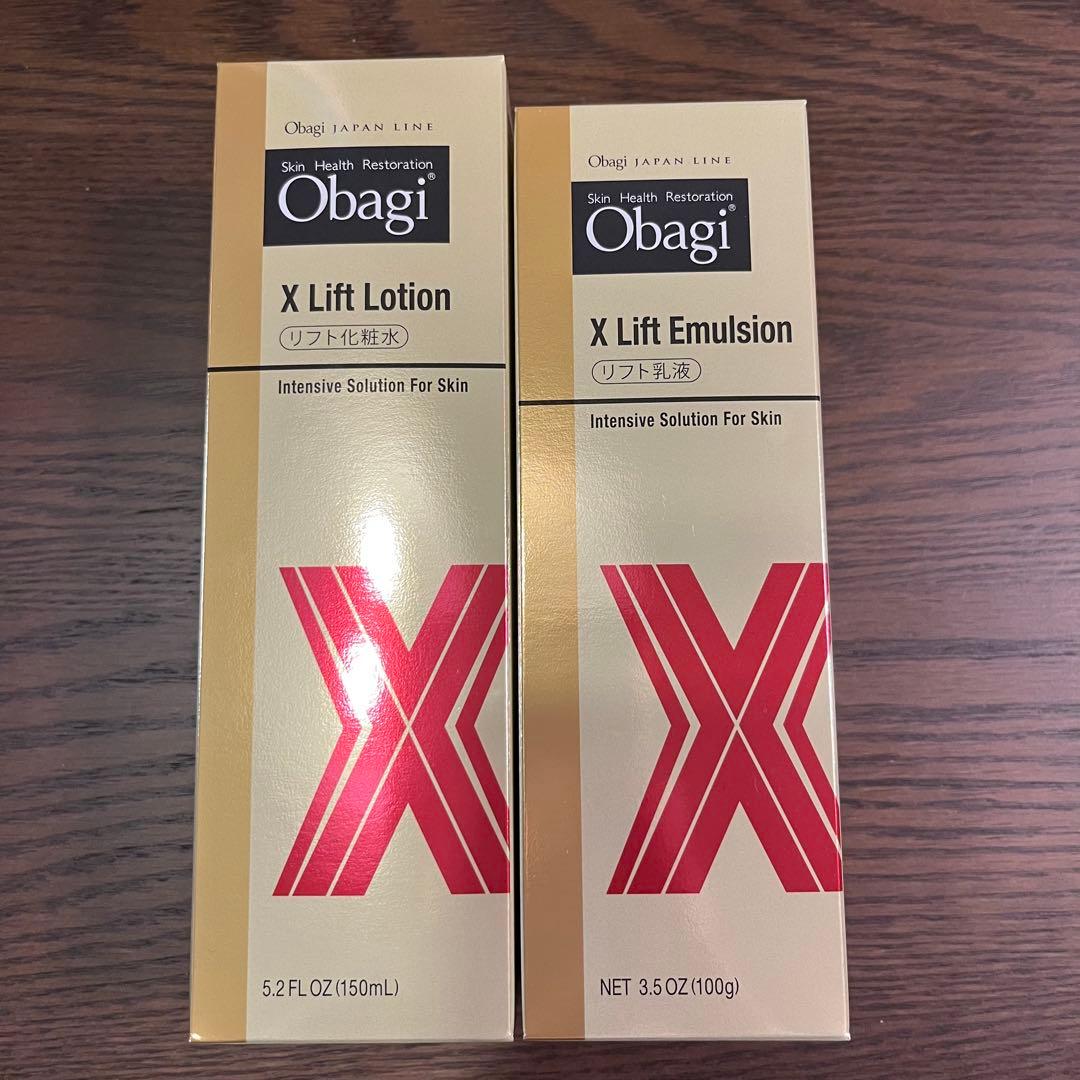 Obagi JAPAN LINE
Skin Health Restoration
Obagi®
X Lift Lotion
リフト化粧水
Intensive Solution For Skin
X
5.2 FL OZ (150mL)
Obagi JAPAN LINE
Skin Health Restoration
Obagi®
X Lift Emulsion
リフト乳液
Intensive Solution For Skin
X
NET 3.5 OZ (100g)